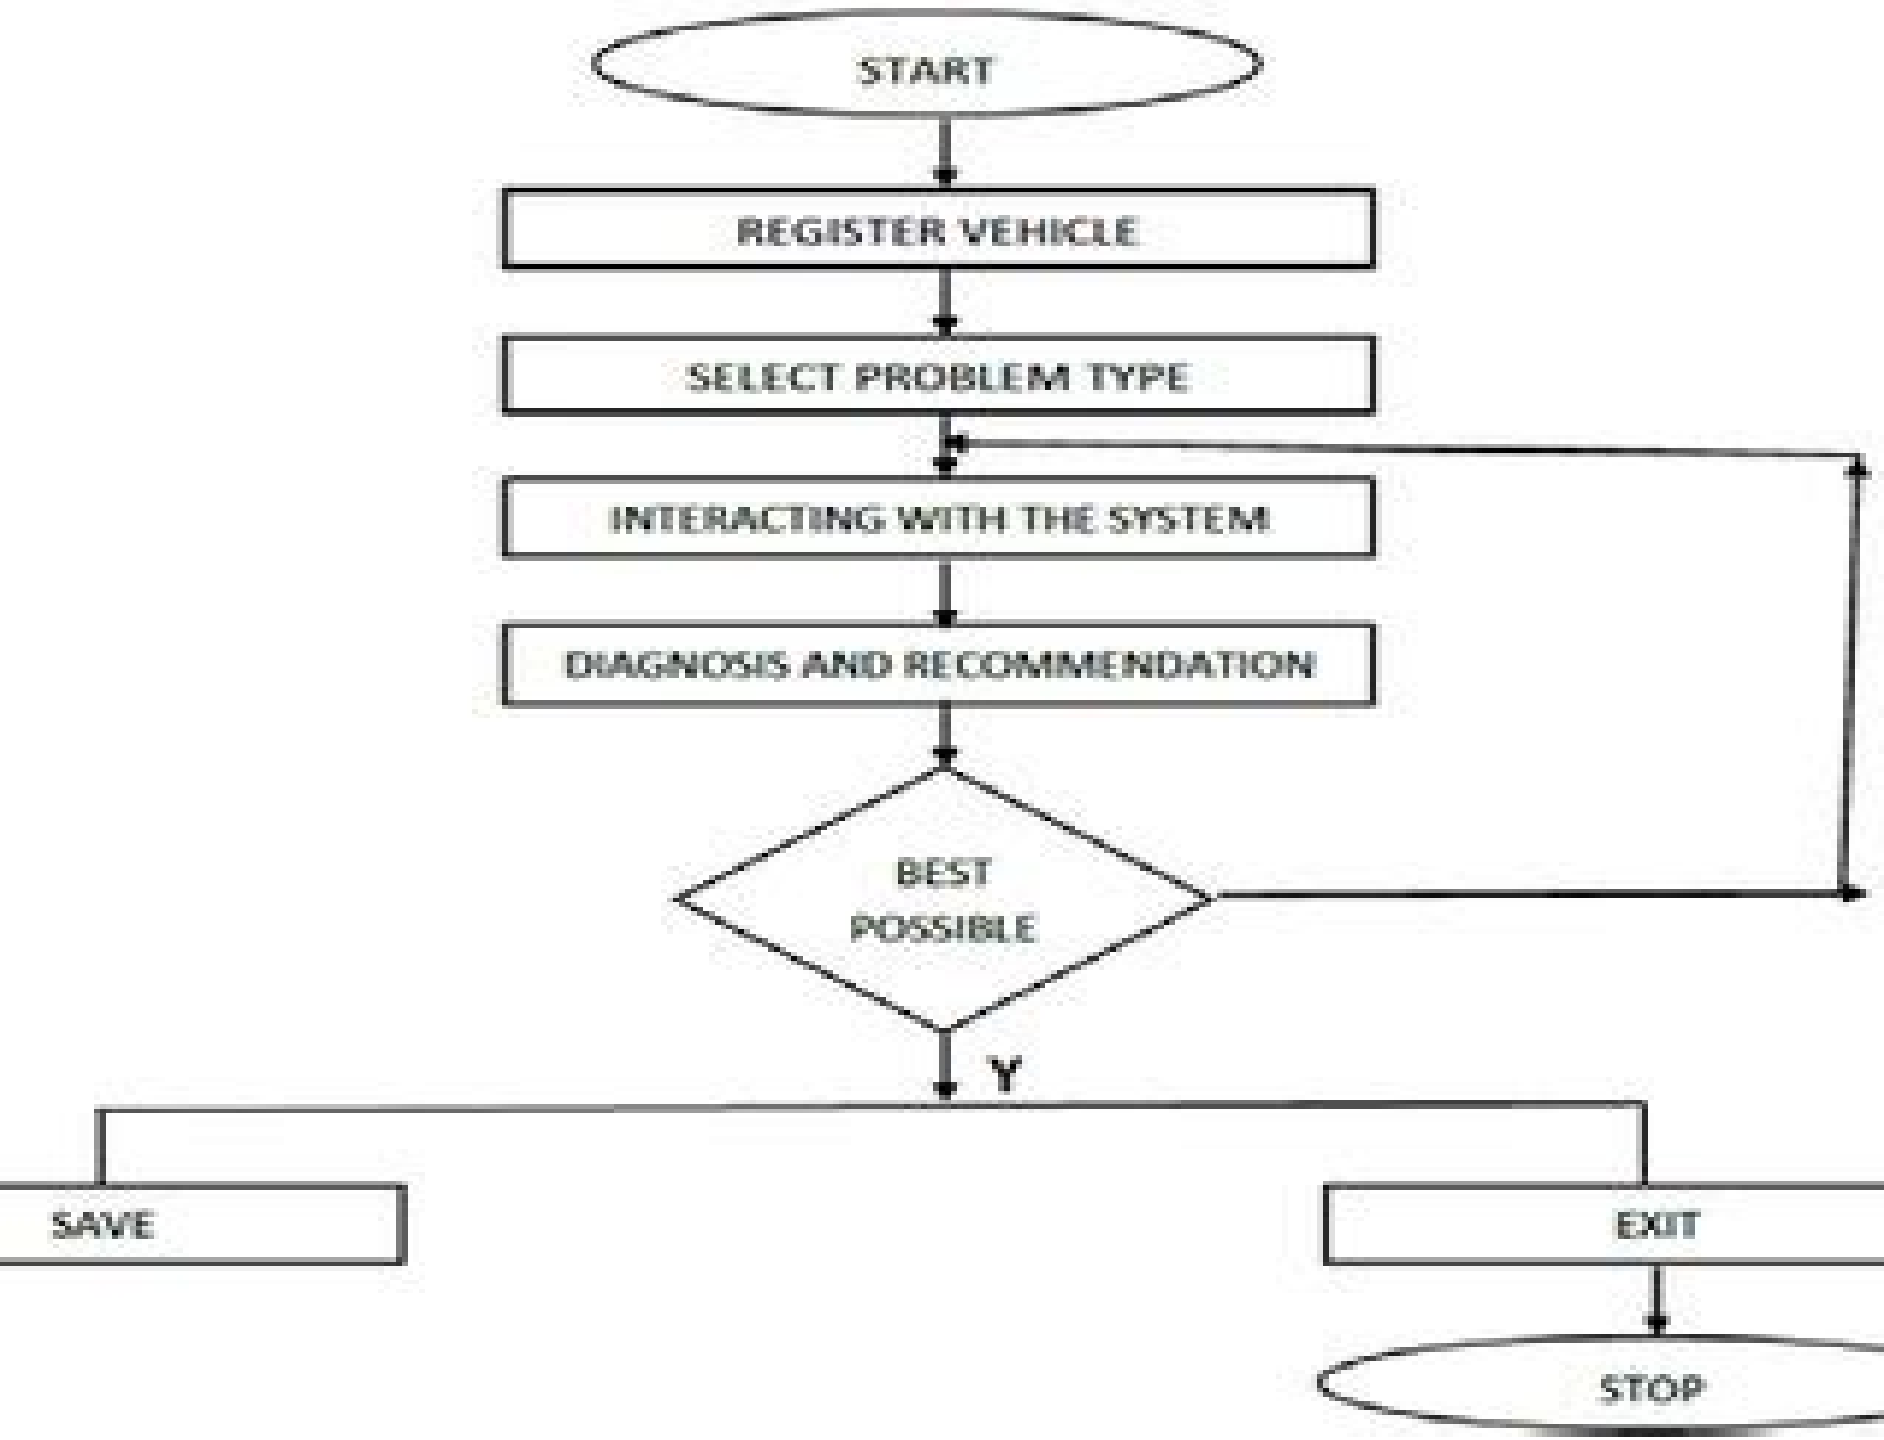 START
REGISTER VEHICLE
SELECT PROBLEM TYPE
INTERACTING WITH THE SYSTEM
DIAGNOSIS AND RECOMMENDATION
BEST
POSSIBLE
Y
SAVE
EXIT
STOP